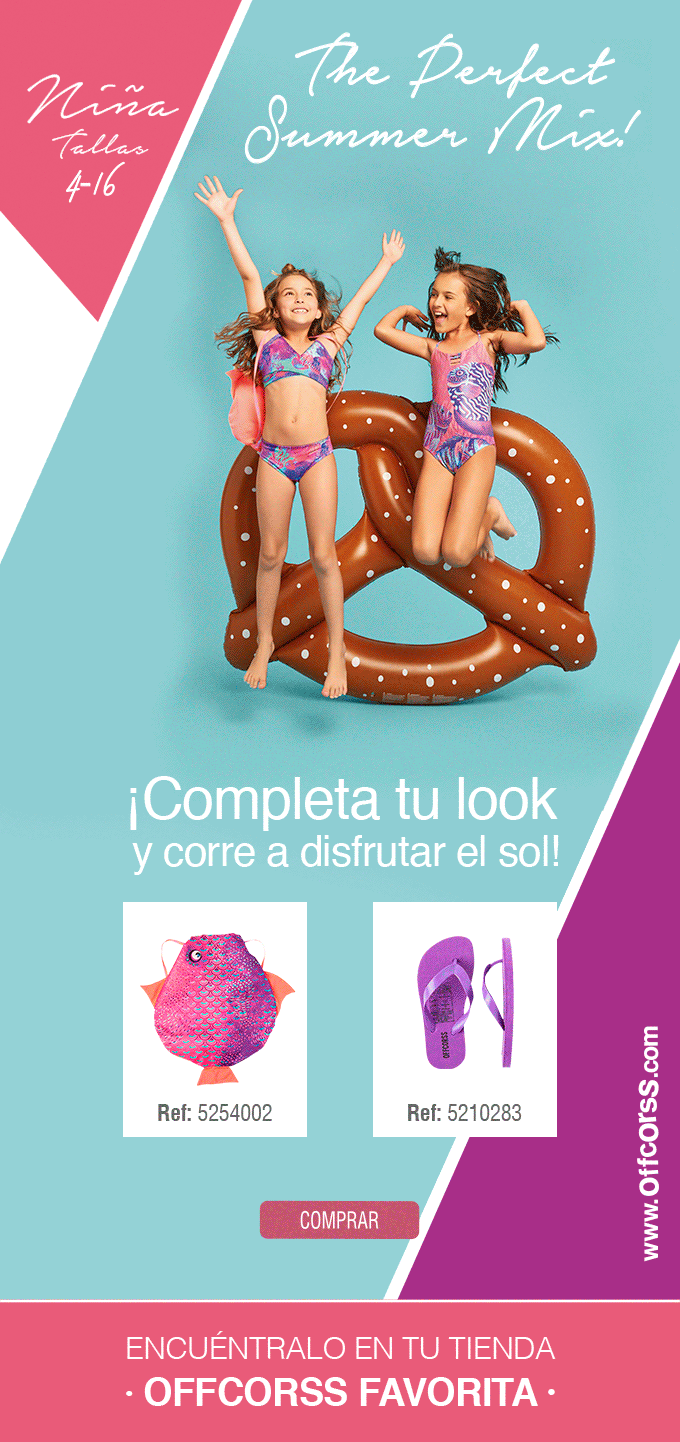 Niña
Tallas
4-16
The Perfect
Summer Mix!
¡Completa tu look
y corre a disfrutar el sol!
OFFCORSS
Ref: 5254002
Ref: 5210283
www.Offcorss.com
COMPRAR
ENCUÉNTRALO EN TU TIENDA
· OFFCORSS FAVORITA ·